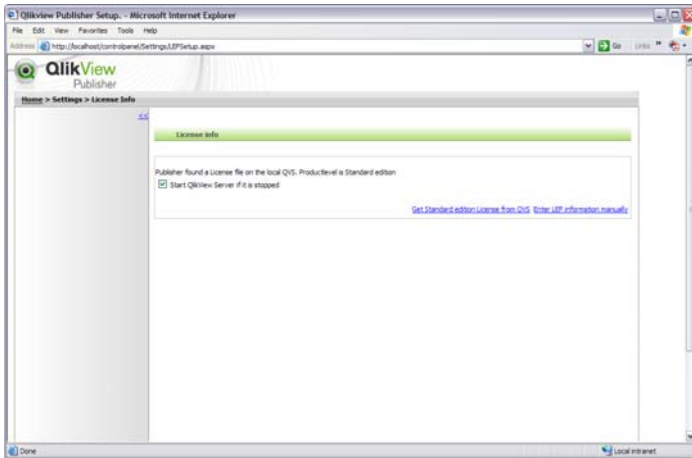 Qlikview Publisher Setup. - Microsoft Internet Explorer
File Edit View Favorites Tools Help
Address http://localhost/controlpanel/Settings/LEFSetup.aspx Go Links »
QlikView
Publisher
Home > Settings > License Info
<<
License info
Publisher found a License file on the local QVS. Productlevel is Standard edition
Start QlikView Server if it is stopped
Get Standard edition License from QVS Enter LEF information manually
Done Local intranet